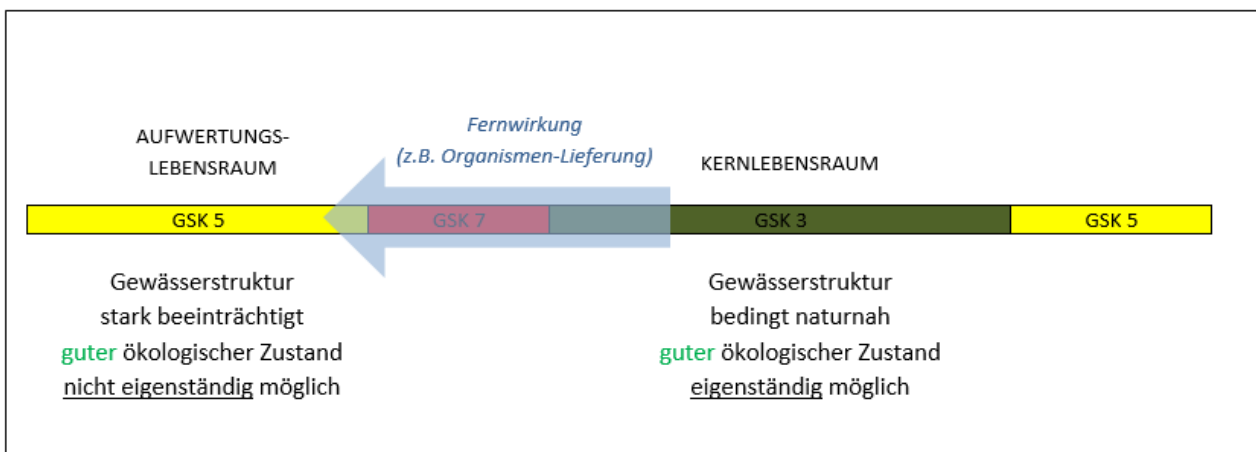 AUFWERTUNGS-
LEBENSRAUM
Fernwirkung
(z.B. Organismen-Lieferung)
KERNLEBENSRAUM
GSK 5
GSK 7
GSK 3
GSK 5
Gewässerstruktur
stark beeinträchtigt
guter ökologischer Zustand
nicht eigenständig möglich
Gewässerstruktur
bedingt naturnah
guter ökologischer Zustand
eigenständig möglich